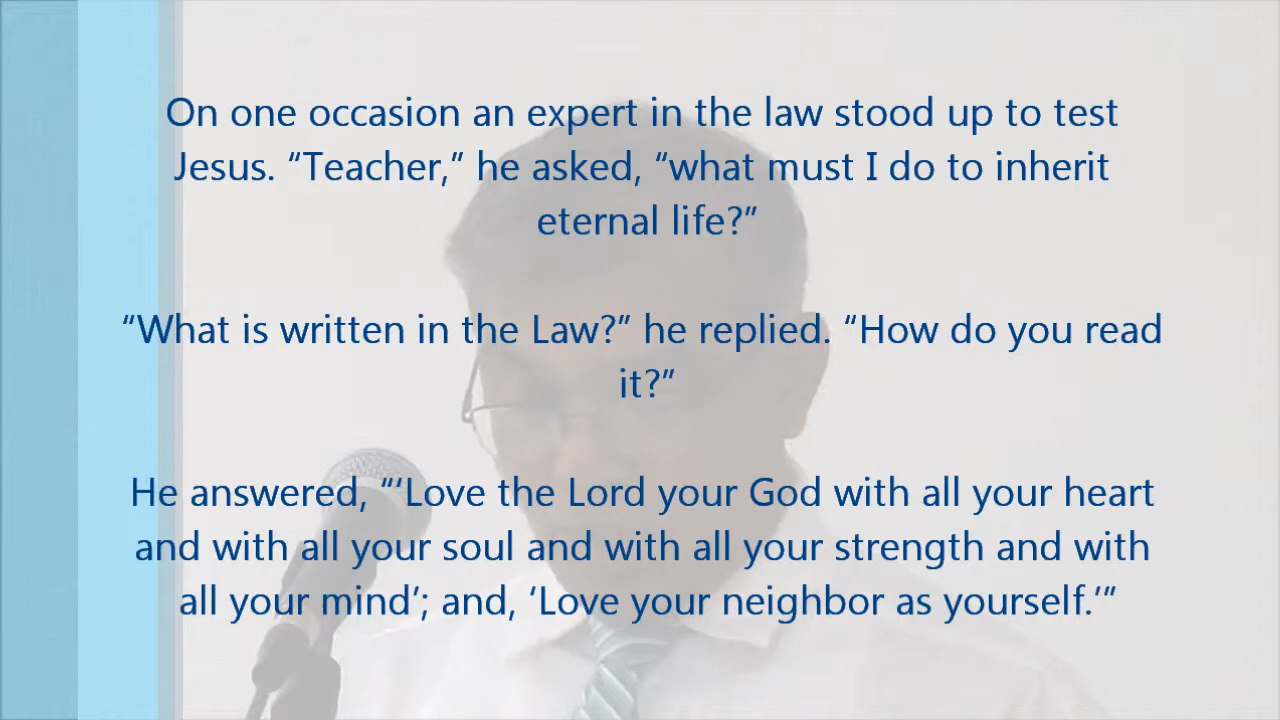 On one occasion an expert in the law stood up to test
Jesus. “Teacher,” he asked, “what must I do to inherit
eternal life?”
“What is written in the Law?” he replied. “How do you read
it?”
He answered, “‘Love the Lord your God with all your heart
and with all your soul and with all your strength and with
all your mind’; and, ‘Love your neighbor as yourself.’”